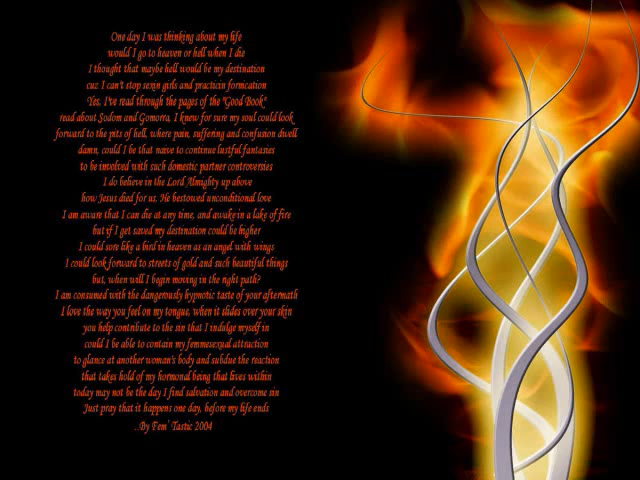 One day I was thinking about my life
would I go to heaven or hell when I die
I thought that maybe hell would be my destination
cuz I can't stop sexin girls and practicin fornication
Yes, I've read through the pages of the "Good Book"
read about Sodom and Gomorra, I knew for sure my soul could look
forward to the pits of hell, where pain, suffering and confusion dwell
damn, could I be that naive to continue lustful fantasies
to be involved with such domestic partner controversies
I do believe in the Lord Almighty up above
how Jesus died for us, He bestowed unconditional love
I am aware that I can die at any time, and awake in a lake of fire
but if I get saved my destination could be higher
I could sore like a bird in heaven as an angel with wings
I could look forward to streets of gold and such beautiful things
but, when will I begin moving in the right path?
I am consumed with the dangerously hypnotic taste of your aftermath
I love the way you feel on my tongue, when it slides over your skin
you help contribute to the sin that I indulge myself in
could I be able to contain my femmesexual attraction
to glance at another woman's body and subdue the reaction
that takes hold of my hormonal being that lives within
today may not be the day I find salvation and overcome sin
Just pray that it happens one day, before my life ends
..By Fem' Tastic 2004